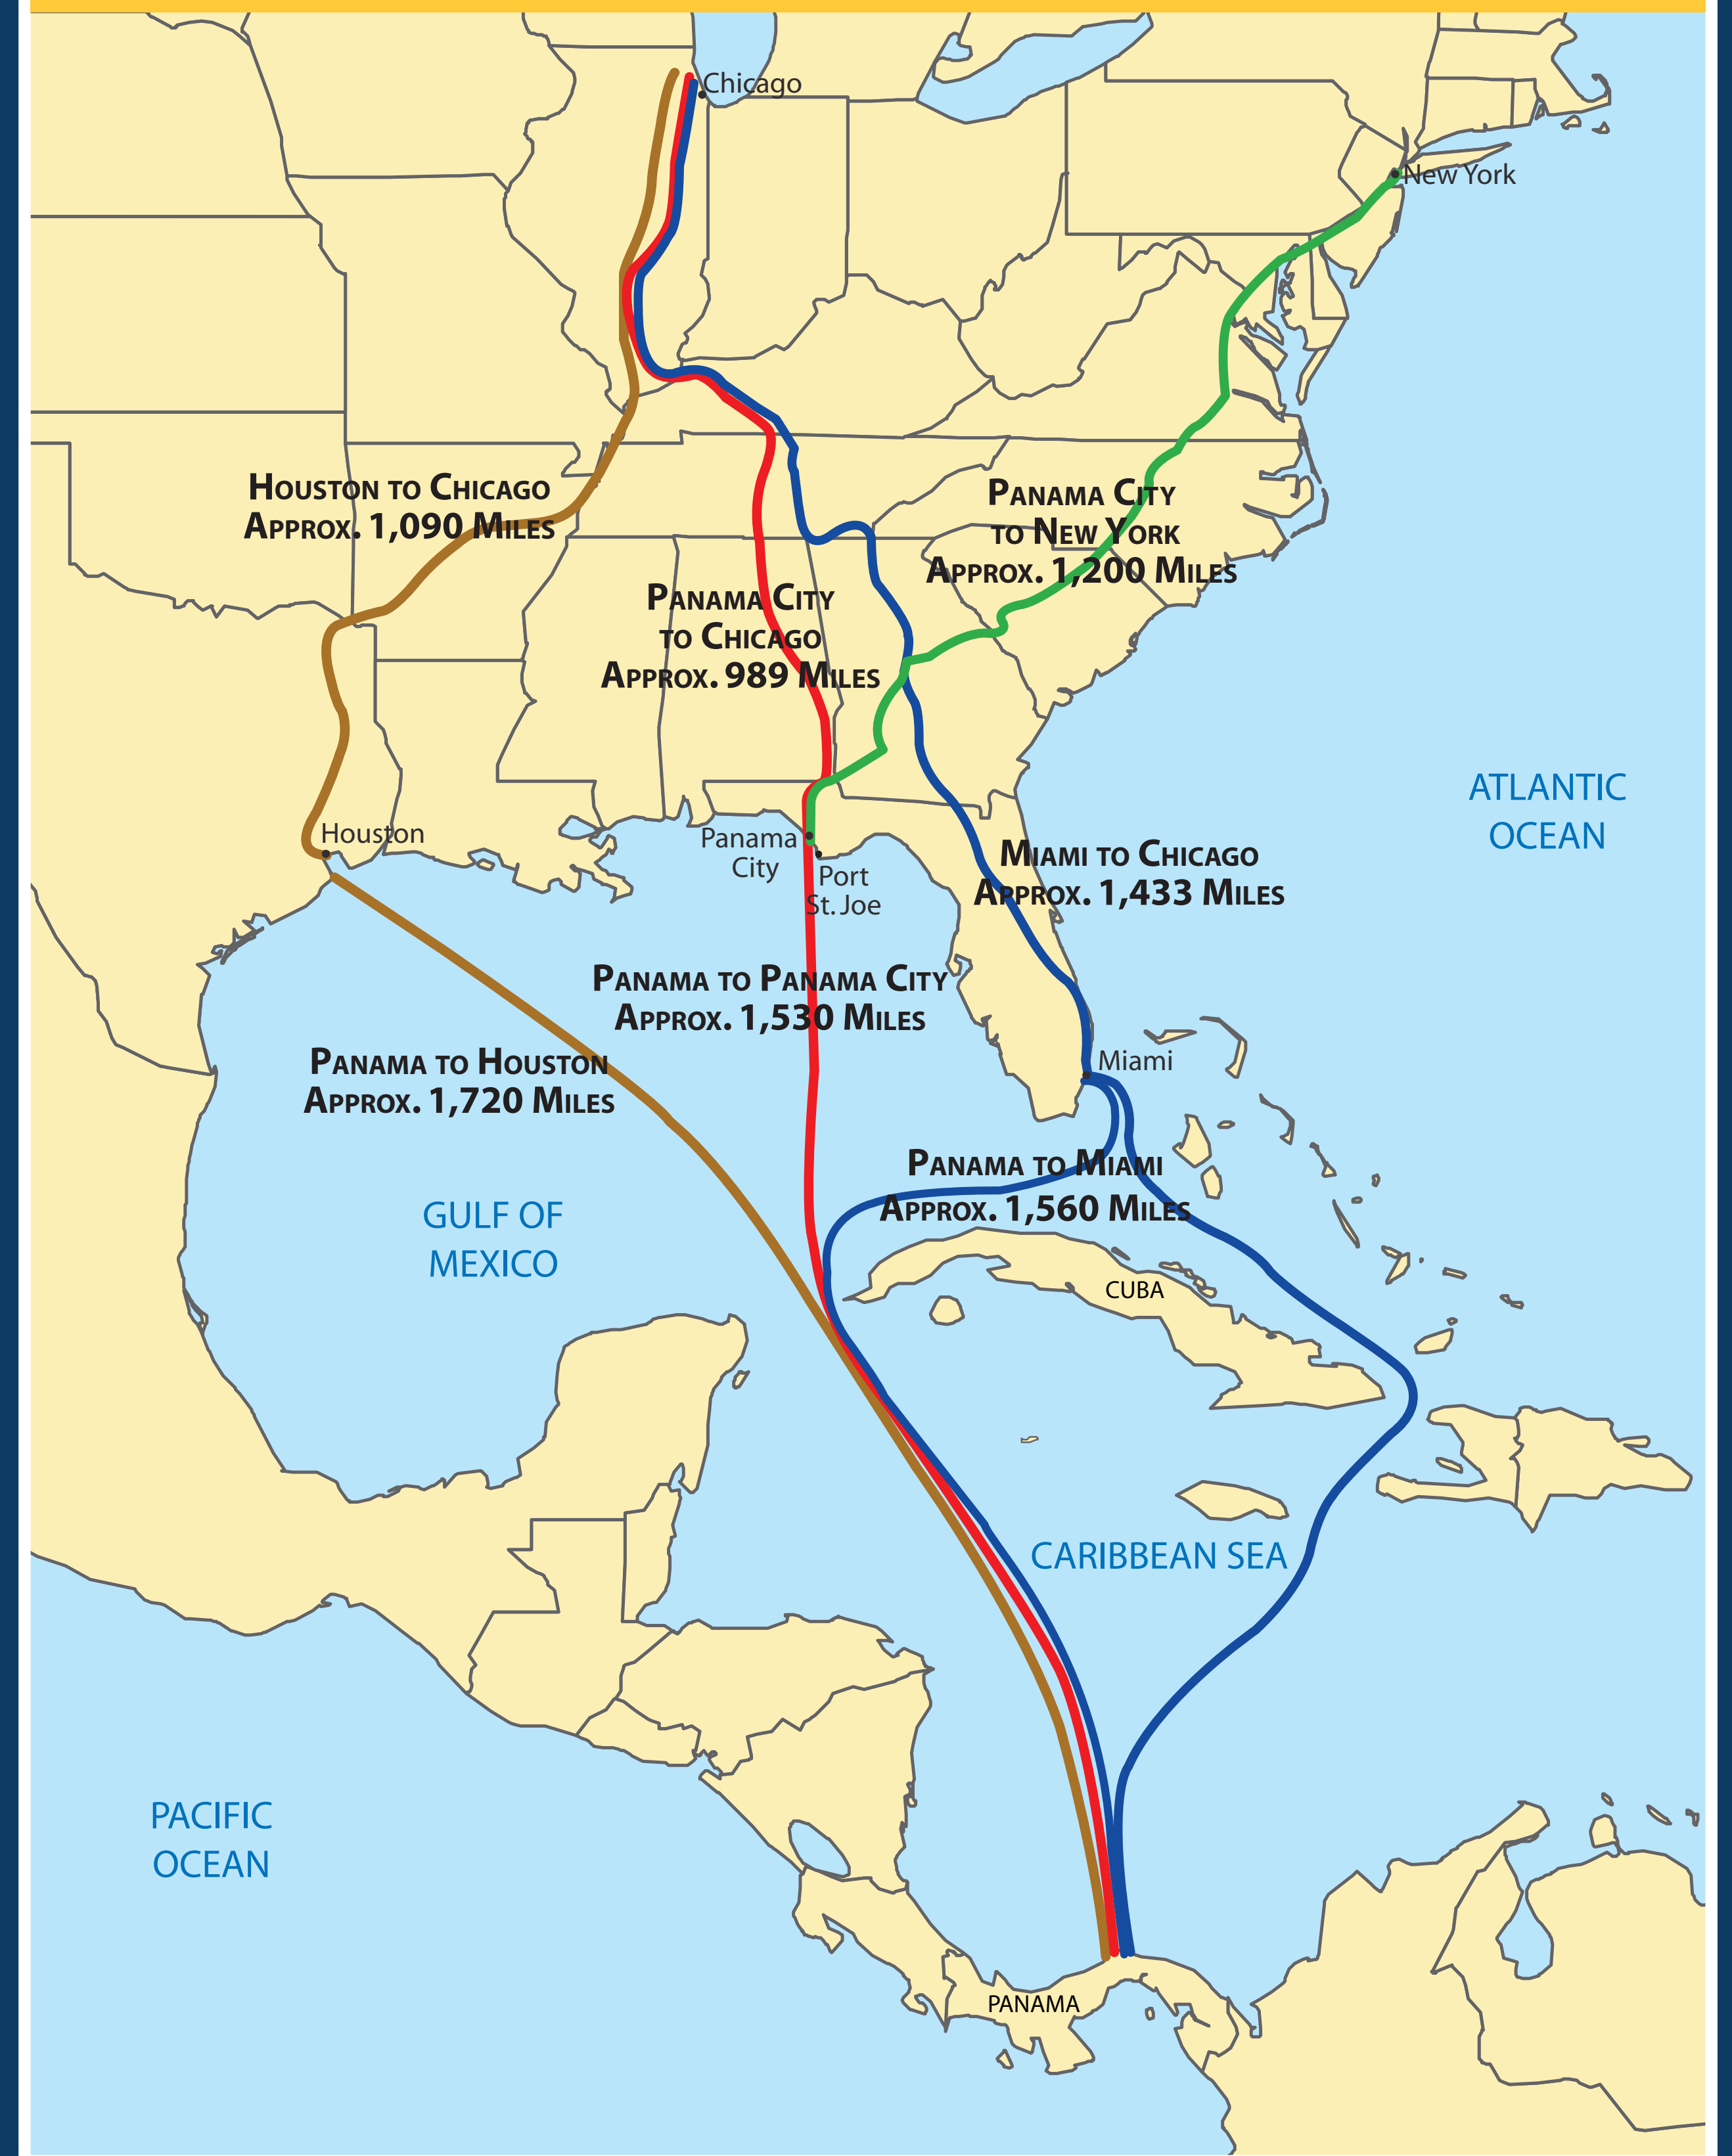 Chicago
New York
Houston to Chicago
Approx. 1,090 Miles
Panama City
to New York
Approx. 1,200 Miles
Panama City
to Chicago
Approx. 989 Miles
ATLANTIC
OCEAN
Houston
Panama
City
Port
St. Joe
Miami to Chicago
Approx. 1,433 Miles
Panama to Panama City
Approx. 1,530 Miles
Panama to Houston
Approx. 1,720 Miles
Miami
Panama to Miami
Approx. 1,560 Miles
GULF OF
MEXICO
CUBA
CARIBBEAN SEA
PACIFIC
OCEAN
PANAMA